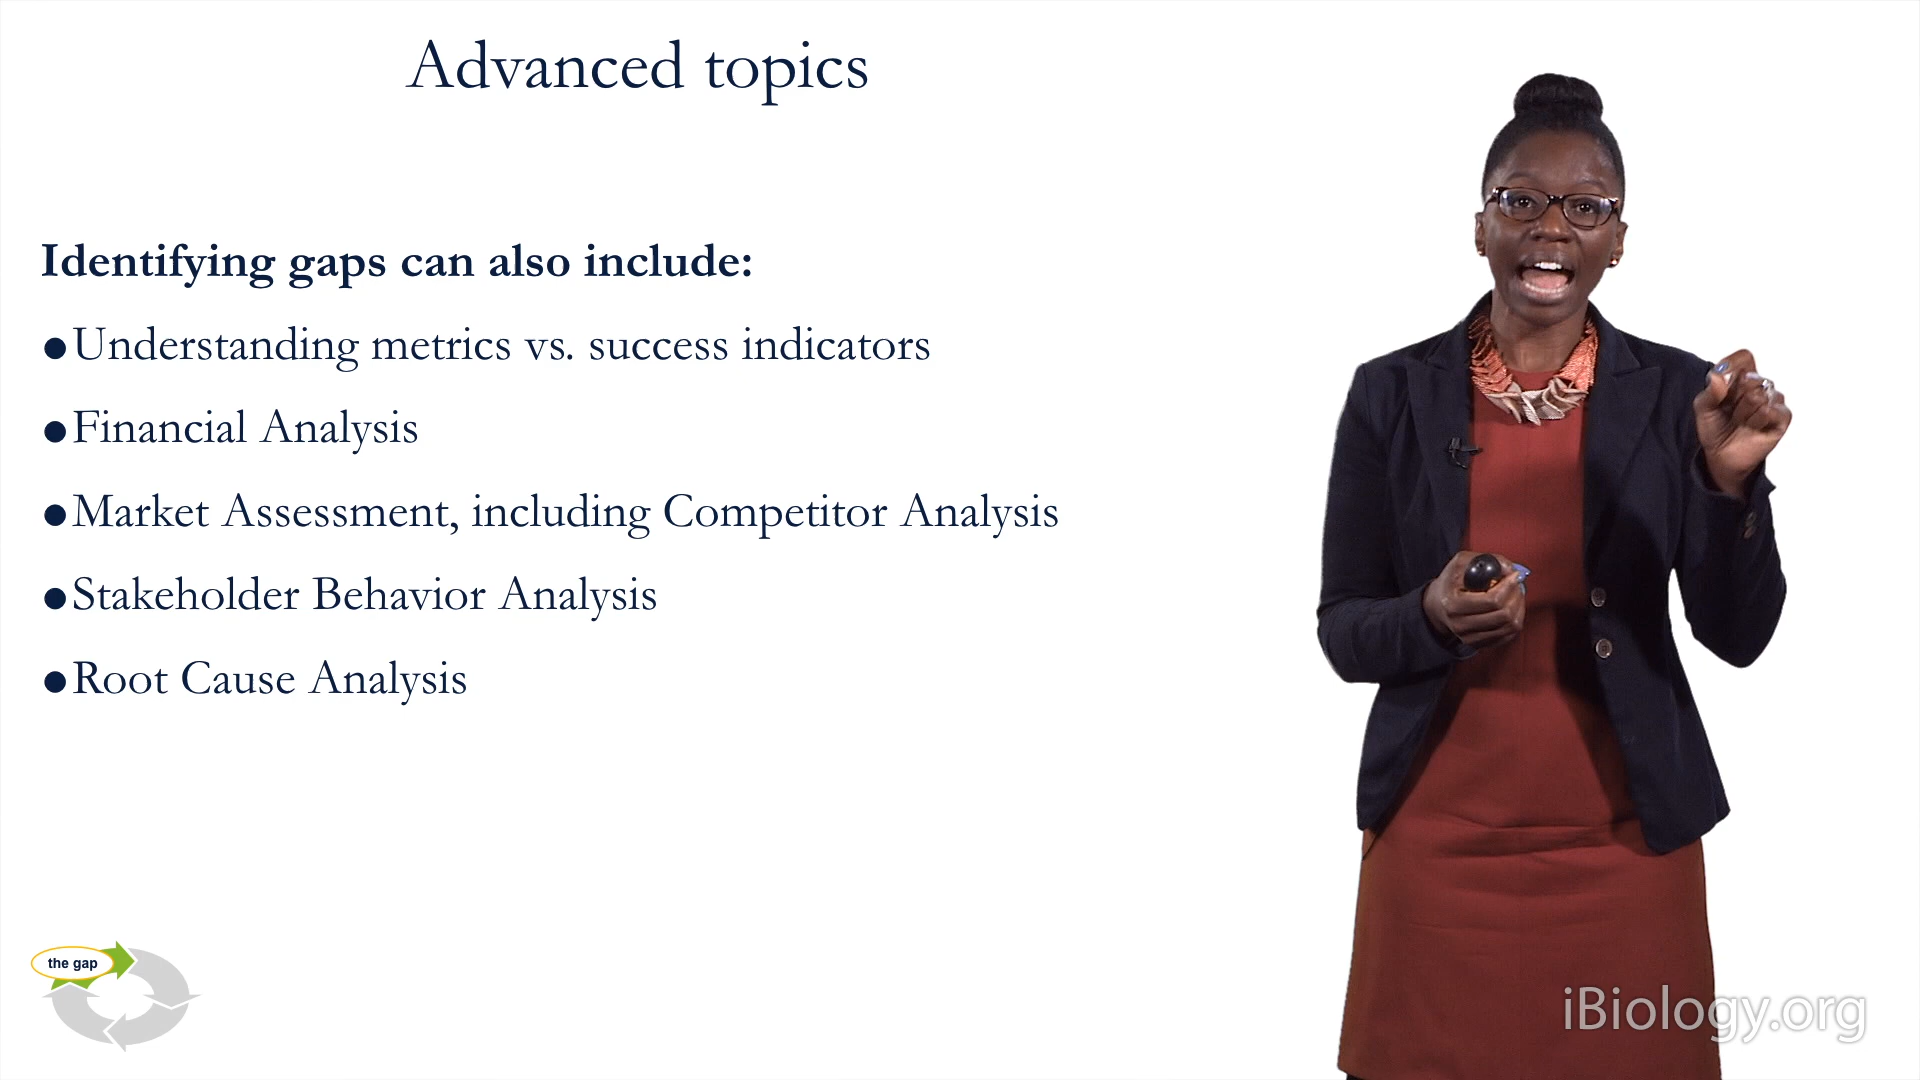 Advanced topics
Identifying gaps can also include:
●Understanding metrics vs. success indicators
●Financial Analysis
●Market Assessment, including Competitor Analysis
●Stakeholder Behavior Analysis
●Root Cause Analysis
the gap
iBiology.org